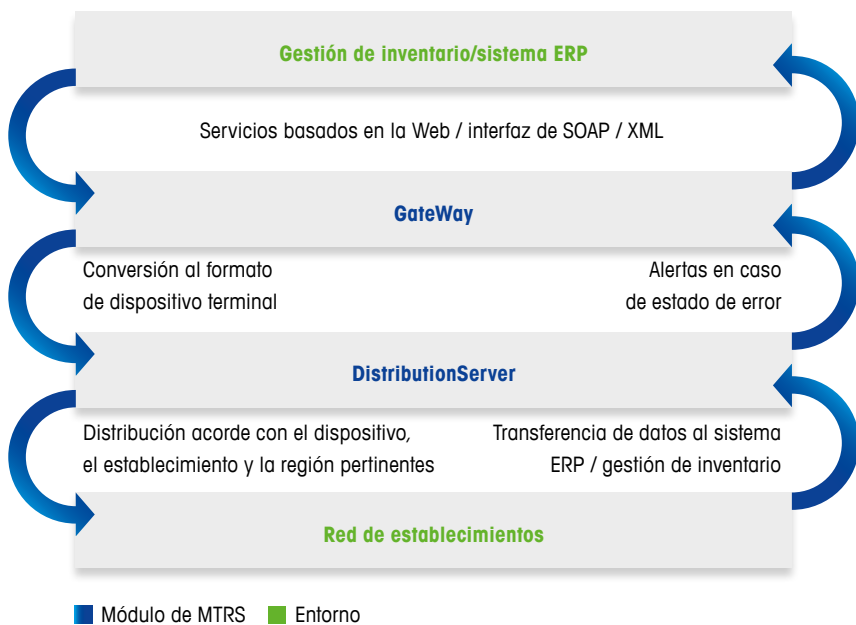 Gestión de inventario/sistema ERP
Servicios basados en la Web / interfaz de SOAP / XML
GateWay
Conversión al formato
de dispositivo terminal
Alertas en caso
de estado de error
DistributionServer
Distribución acorde con el dispositivo,
el establecimiento y la región pertinentes
Transferencia de datos al sistema
ERP / gestión de inventario
Red de establecimientos
Módulo de MTRS
Entorno